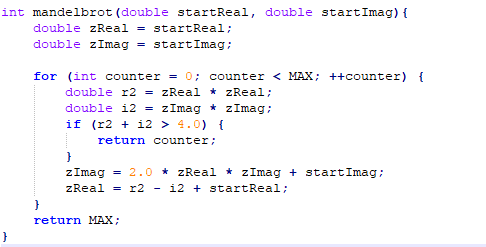 int mandelbrot(double startReal, double startImag){
    double zReal = startReal;
    double zImag = startImag;

    for (int counter = 0; counter < MAX; ++counter) {
        double r2 = zReal * zReal;
        double i2 = zImag * zImag;
        if (r2 + i2 > 4.0) {
            return counter;
        }
        zImag = 2.0 * zReal * zImag + startImag;
        zReal = r2 - i2 + startReal;
    }
    return MAX;
}